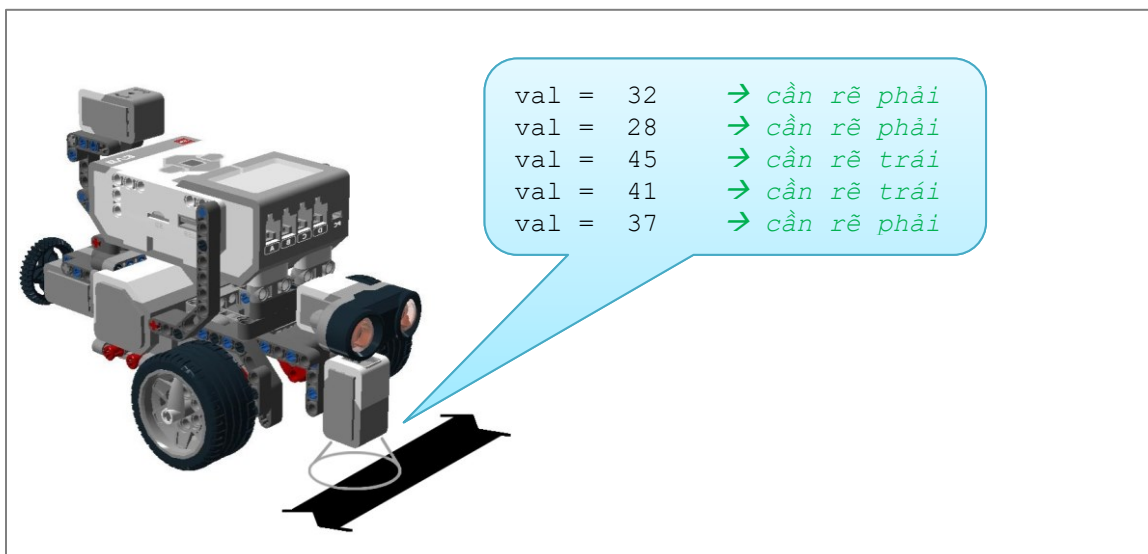 val = 32 → cần rẽ phải
val = 28 → cần rẽ phải
val = 45 → cần rẽ trái
val = 41 → cần rẽ trái
val = 37 → cần rẽ phải